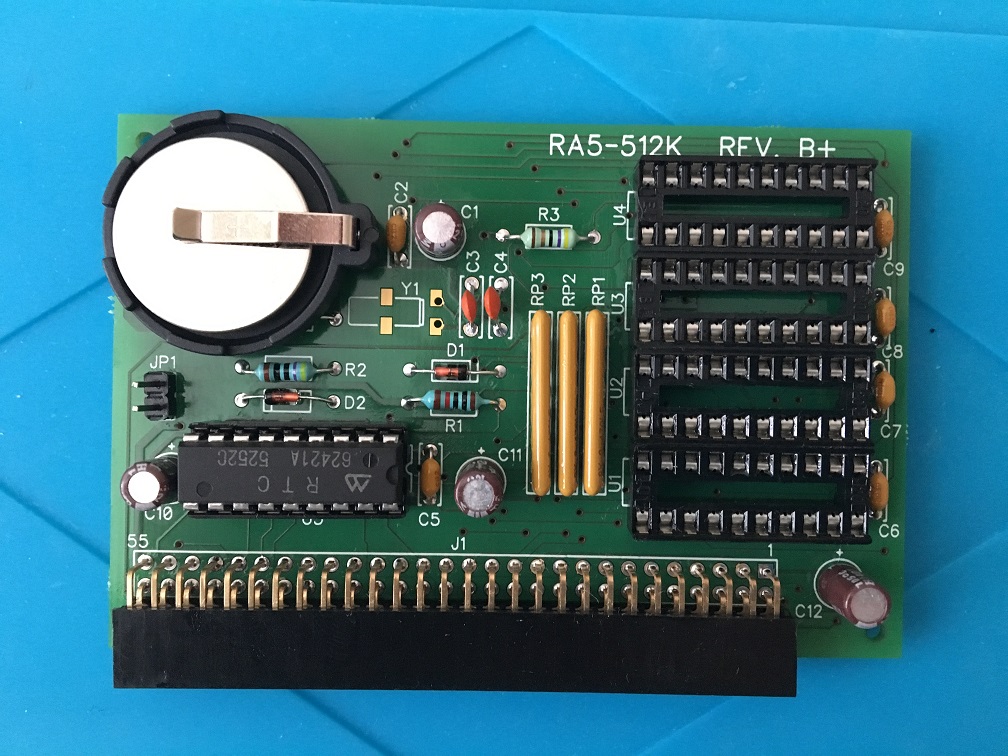 RA5-512K REV. B+
C2
C1
R3
U4
C9
C3
C4
Y1
RP3
RP2
RP1
U3
C8
JP1
R2
D1
D2
R1
U2
C7
RTC
62421A 5252C
C10
C5
C11
U1
C6
55
J1
1
C12